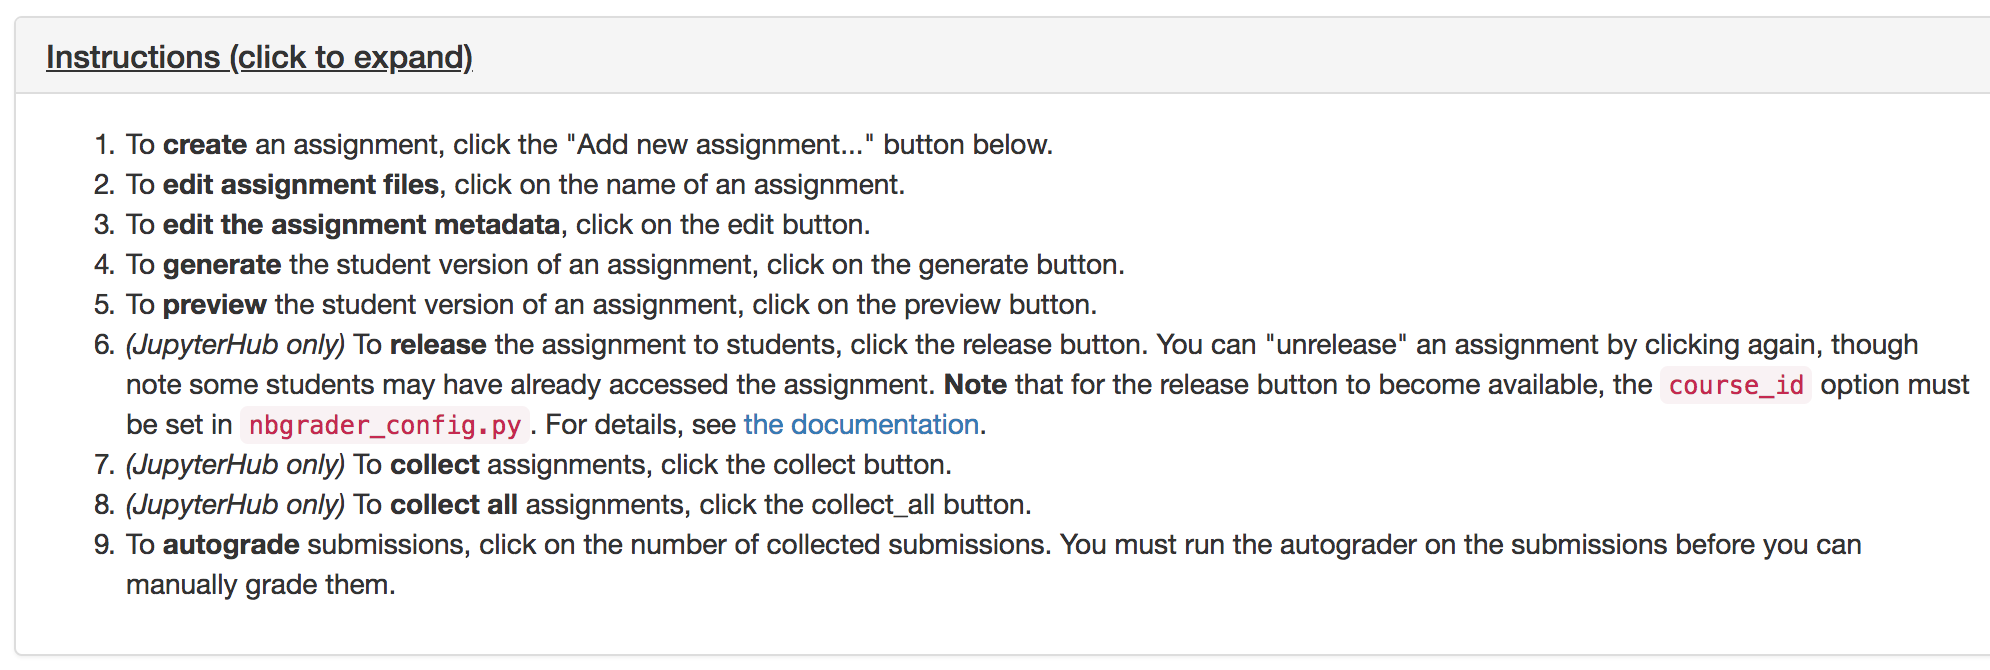 Instructions (click to expand)
1. To create an assignment, click the "Add new assignment..." button below.
2. To edit assignment files, click on the name of an assignment.
3. To edit the assignment metadata, click on the edit button.
4. To generate the student version of an assignment, click on the generate button.
5. To preview the student version of an assignment, click on the preview button.
6. (JupyterHub only) To release the assignment to students, click the release button. You can "unrelease" an assignment by clicking again, though
note some students may have already accessed the assignment. Note that for the release button to become available, the course_id option must
be set in nbgrader_config.py. For details, see the documentation.
7. (JupyterHub only) To collect assignments, click the collect button.
8. (JupyterHub only) To collect all assignments, click the collect_all button.
9. To autograde submissions, click on the number of collected submissions. You must run the autograder on the submissions before you can
manually grade them.